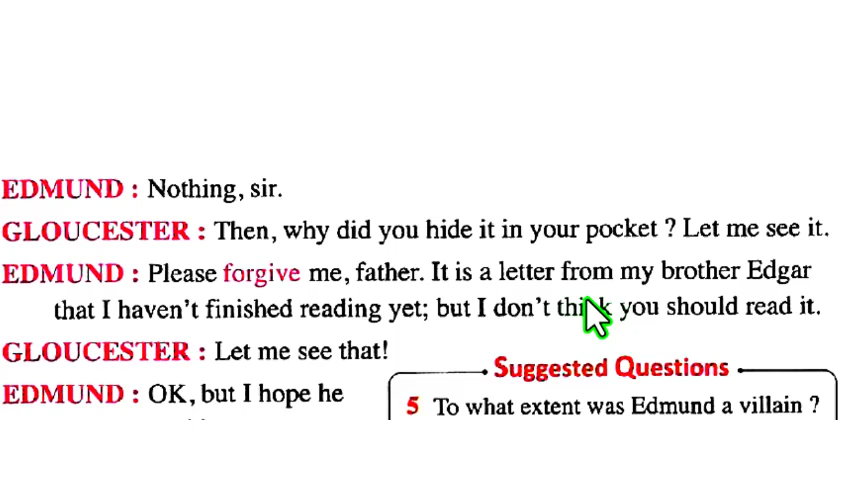 EDMUND : Nothing, sir.
GLOUCESTER : Then, why did you hide it in your pocket ? Let me see it.
EDMUND : Please forgive me, father. It is a letter from my brother Edgar
that I haven't finished reading yet; but I don't think you should read it.
GLOUCESTER : Let me see that!
EDMUND : OK, but I hope he
Suggested Questions
5 To what extent was Edmund a villain ?